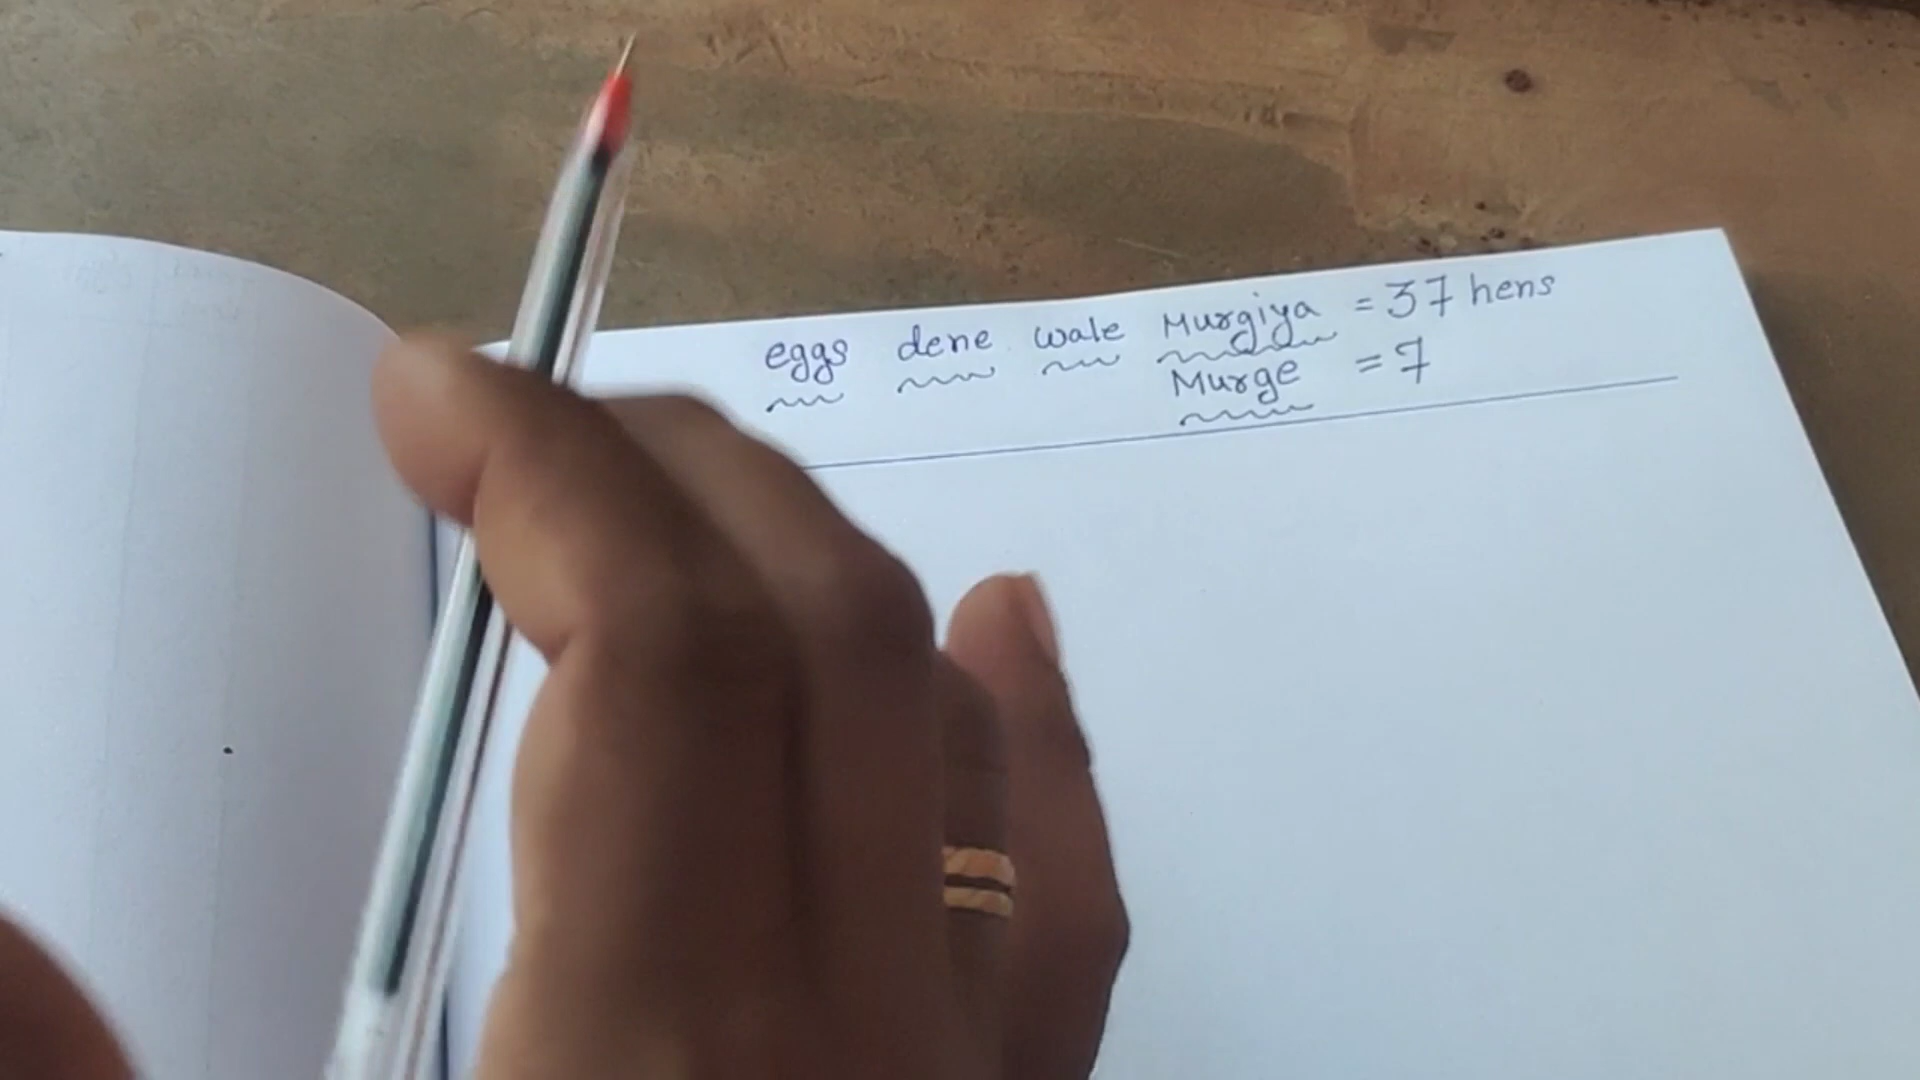 eggs dene wale Murgiya = 37 hens
Murge = 7